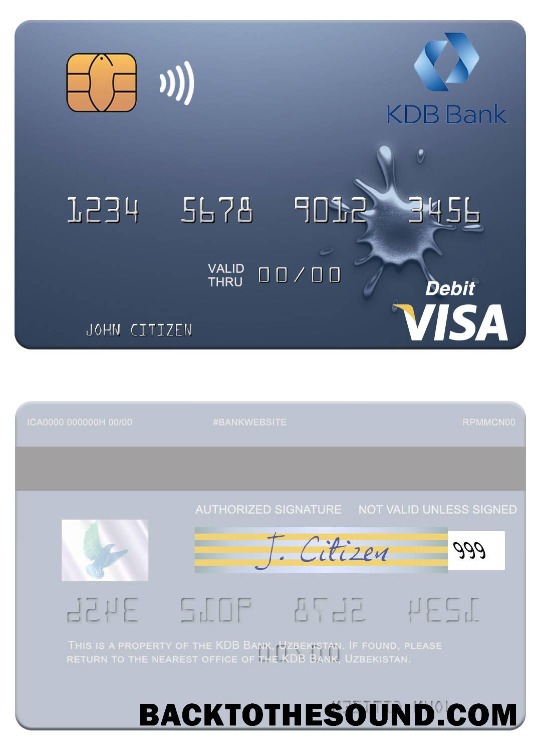 KDB Bank
1234 5678 9012 3456
VALID
THRU 00/00
Debit
VISA
JOHN CITIZEN
ICA0000 000000H 00/00 #BANKWEBSITE RPMMCN00
AUTHORIZED SIGNATURE NOT VALID UNLESS SIGNED
J. Citizen 999
THIS IS A PROPERTY OF THE KDB BANK, UZBEKISTAN. IF FOUND, PLEASE
RETURN TO THE NEAREST OFFICE OF THE KDB BANK, UZBEKISTAN.
BACKTOTHESOUND.COM